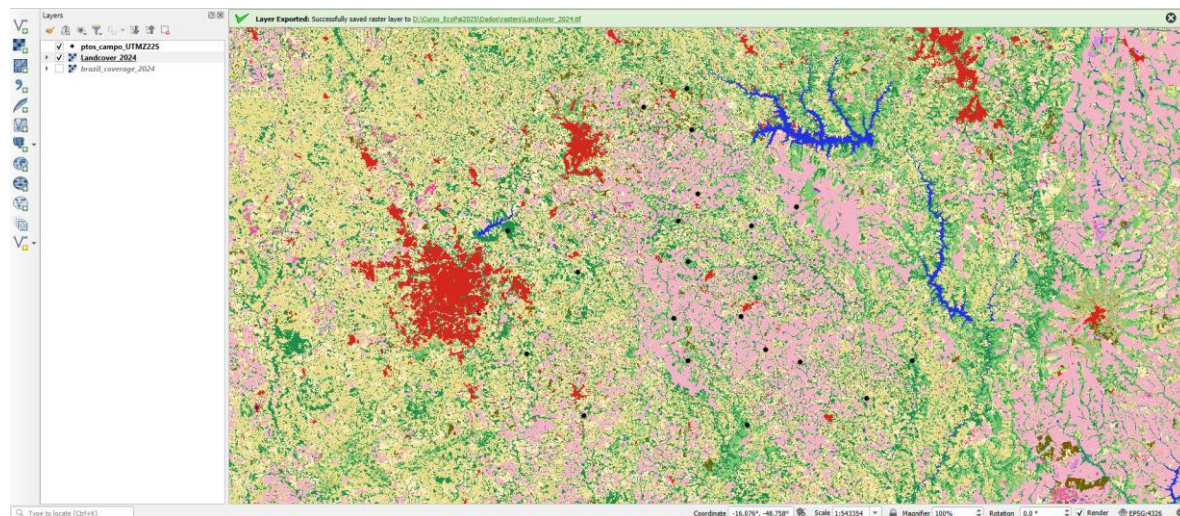 Layers
ptos_campo_UTMZ22S
Landcover_2024
brazil_coverage_2024
Layer Exported: Successfully saved raster layer to D:\Curso_EcoPai2025\Dados\rasters\Landcover_2024.tif
Type to locate (Ctrl+K)
Coordinate -16.076°, -48.758° Scale 1:543354 Magnifier 100% Rotation 0.0° Render EPSG:4326